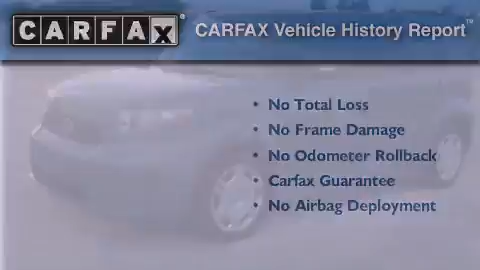 CARFAX®
CARFAX Vehicle History Report™
• No Total Loss
• No Frame Damage
• No Odometer Rollback
• Carfax Guarantee
• No Airbag Deployment